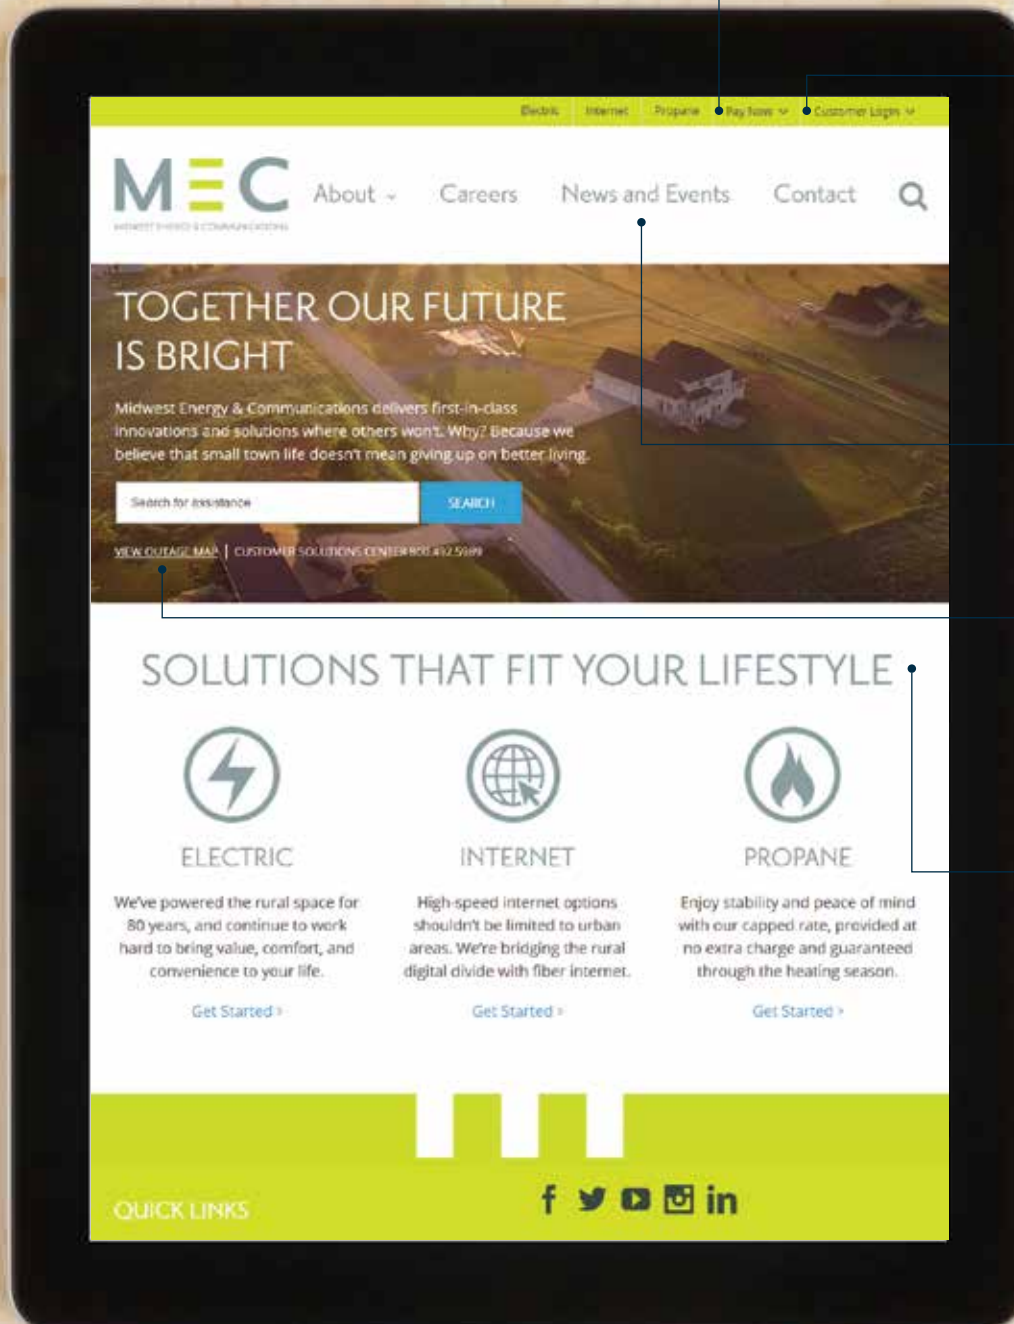 Electric Internet Propane Pay Now Customer Login
MEC
MIDWEST ENERGY & COMMUNICATIONS
About Careers News and Events Contact
TOGETHER OUR FUTURE
IS BRIGHT
Midwest Energy & Communications delivers first-in-class
innovations and solutions where others won't. Why? Because we
believe that small town life doesn't mean giving up on better living.
Search for assistance SEARCH
VIEW OUTAGE MAP | CUSTOMER SOLUTIONS CENTER 800.492.5989
SOLUTIONS THAT FIT YOUR LIFESTYLE
ELECTRIC
We've powered the rural space for
80 years, and continue to work
hard to bring value, comfort, and
convenience to your life.
Get Started >
INTERNET
High-speed internet options
shouldn't be limited to urban
areas. We're bridging the rural
digital divide with fiber internet.
Get Started >
PROPANE
Enjoy stability and peace of mind
with our capped rate, provided at
no extra charge and guaranteed
through the heating season.
Get Started >
QUICK LINKS